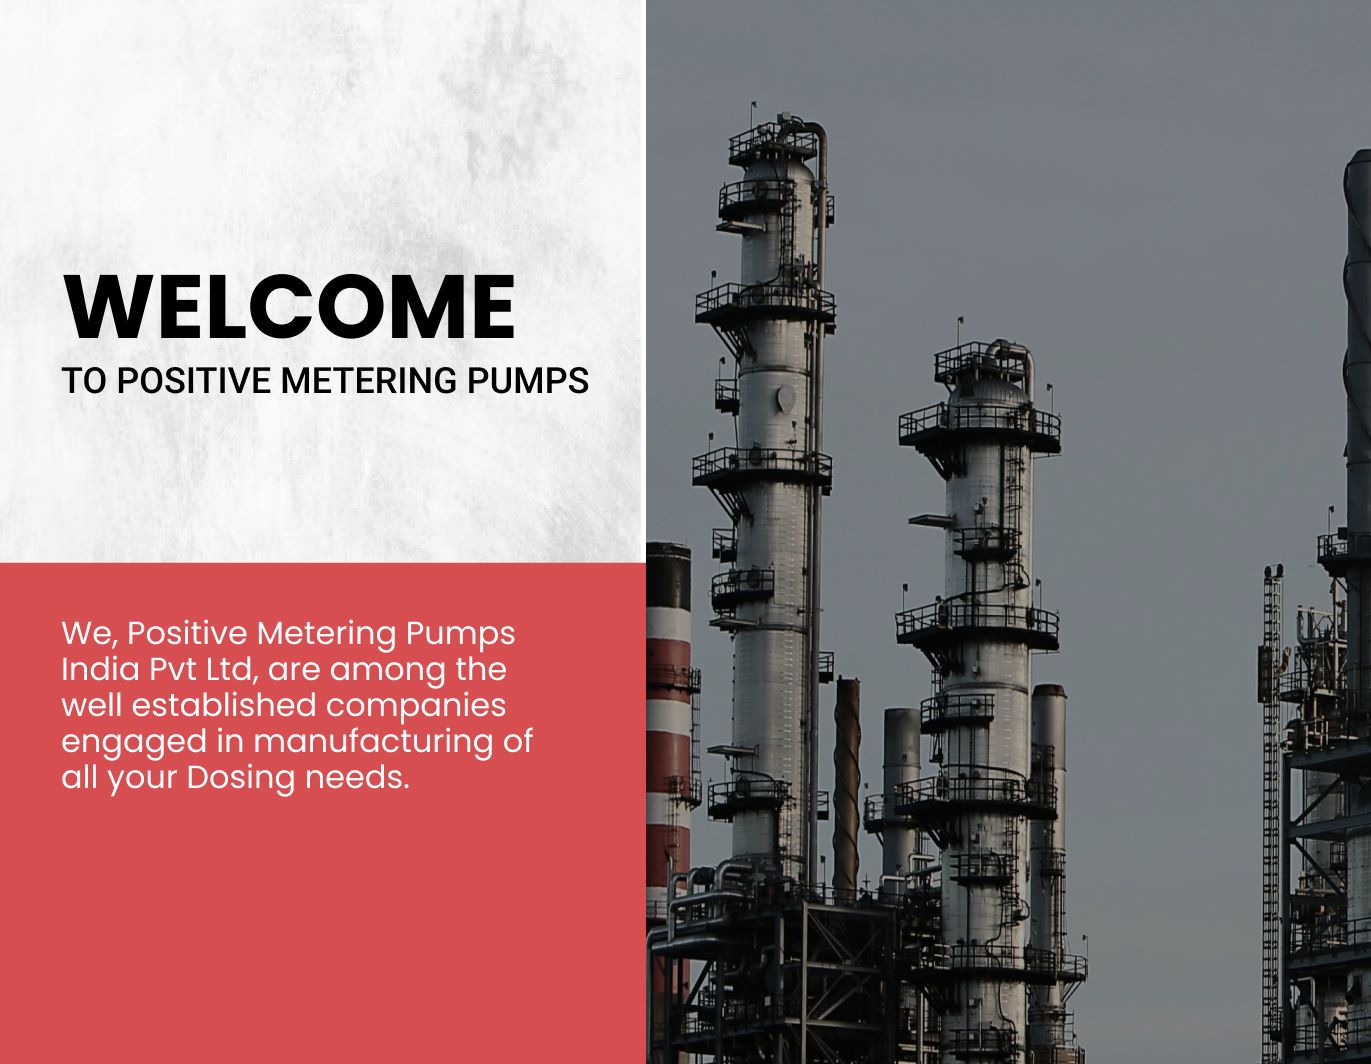 WELCOME
TO POSITIVE METERING PUMPS
We, Positive Metering Pumps
India Pvt Ltd, are among the
well established companies
engaged in manufacturing of
all your Dosing needs.